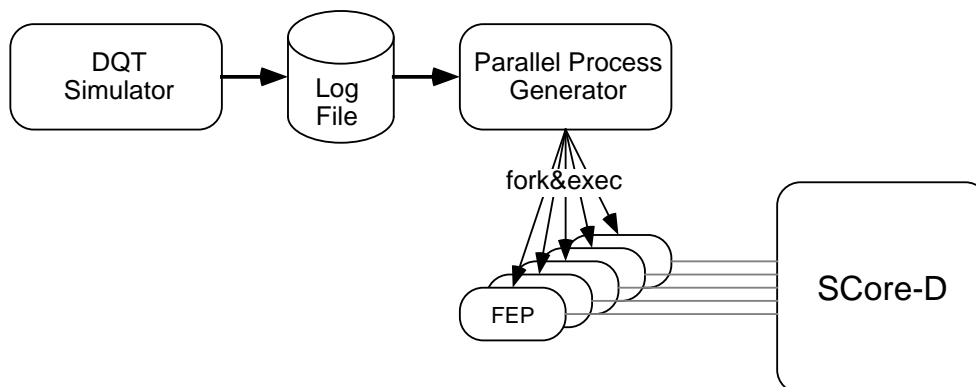 DQT
Simulator
Log
File
Parallel Process
Generator
fork&exec
FEP
SCore-D